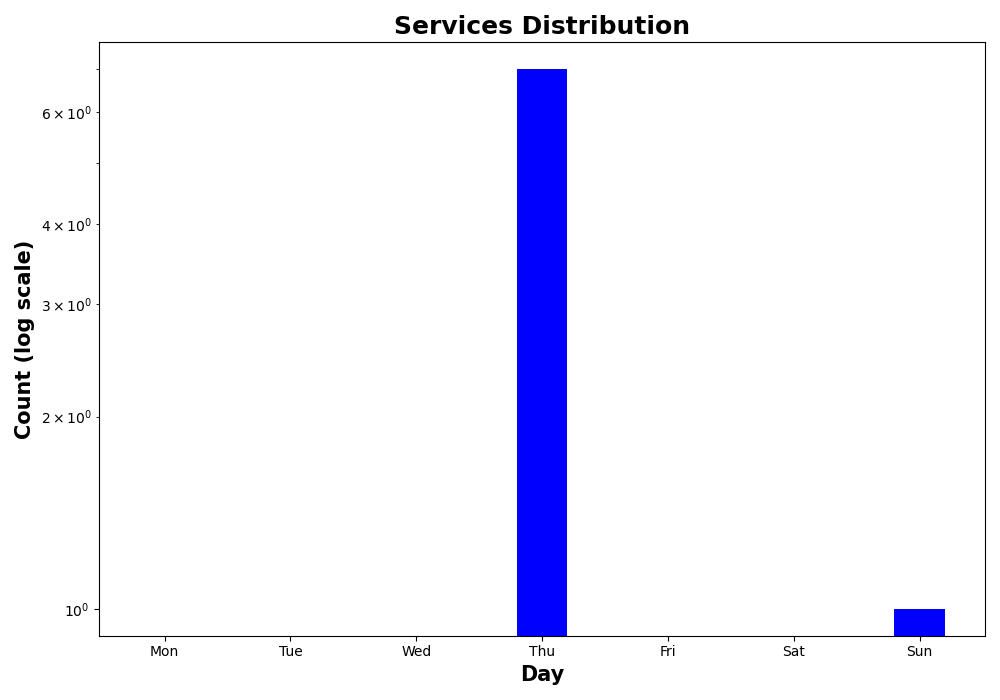 Services Distribution
6 × 10⁰
4 × 10⁰
3 × 10⁰
2 × 10⁰
10⁰
Count (log scale)
Mon Tue Wed Thu Fri Sat Sun
Day